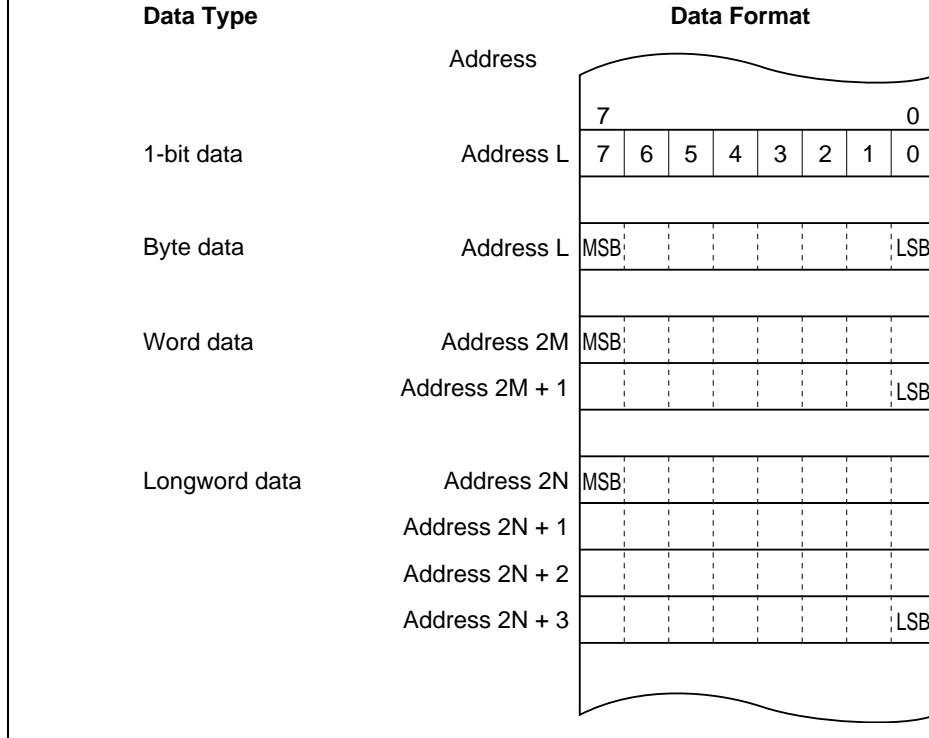 Data Type Data Format
Address
7 0
1-bit data Address L 7 6 5 4 3 2 1 0
Byte data Address L MSB LSB
Word data Address 2M MSB
Address 2M + 1 LSB
Longword data Address 2N MSB
Address 2N + 1
Address 2N + 2
Address 2N + 3 LSB